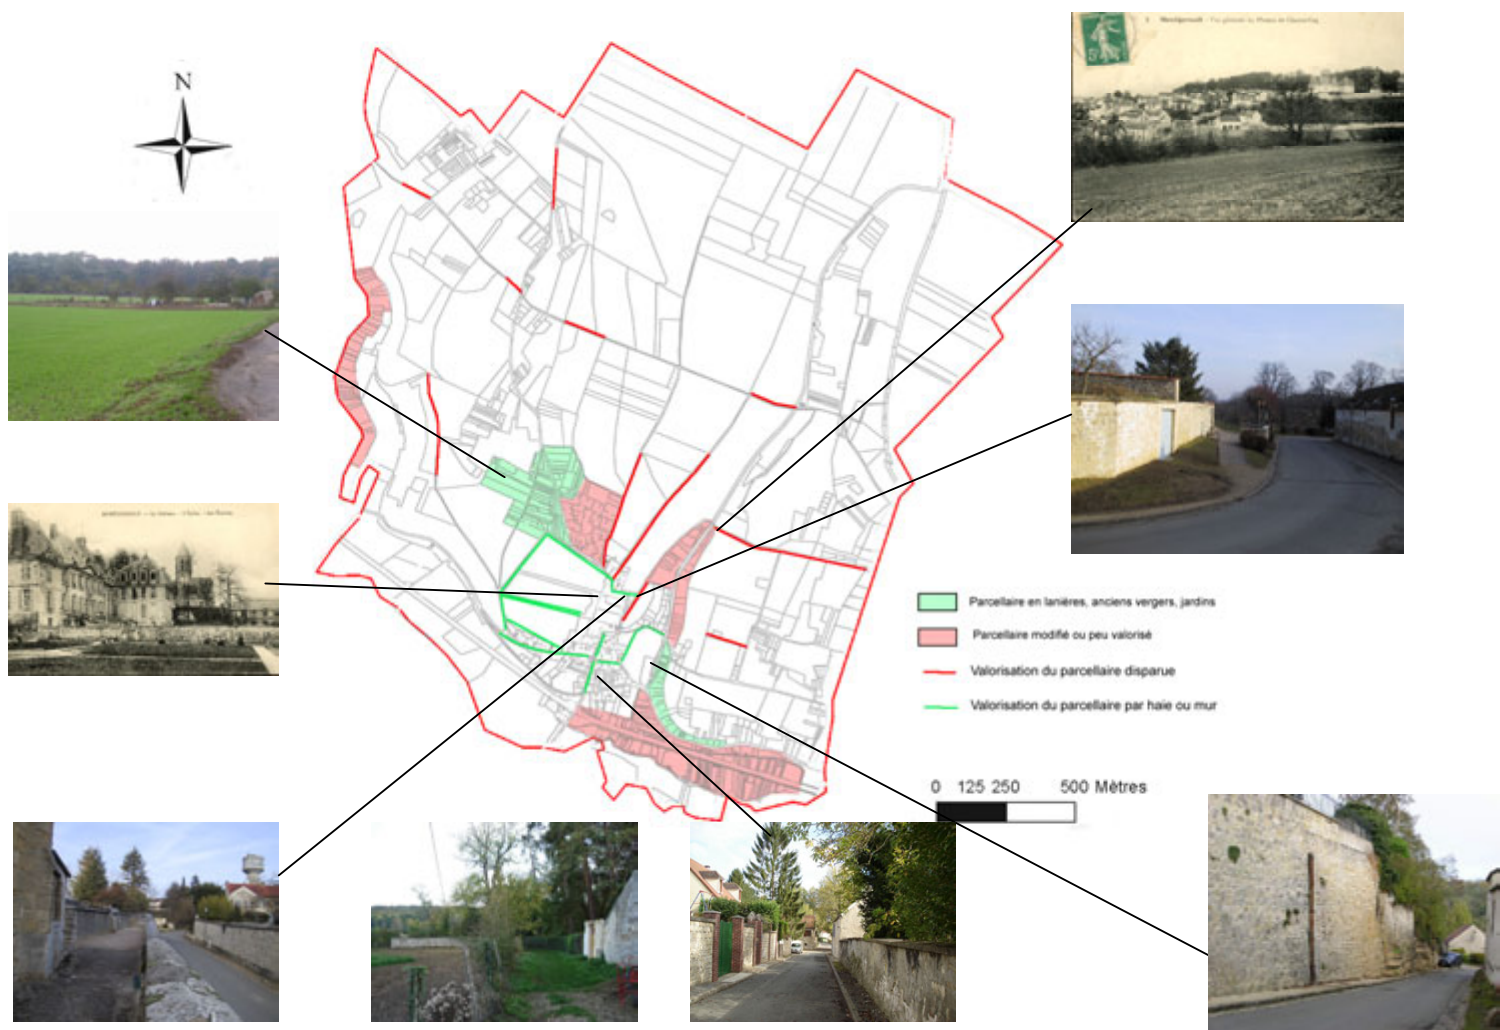 N
Parcellaire en lanières, anciens vergers, jardins
Parcellaire modifié ou peu valorisé
Valorisation du parcellaire disparue
Valorisation du parcellaire par haie ou mur
0 125 250 500 Mètres